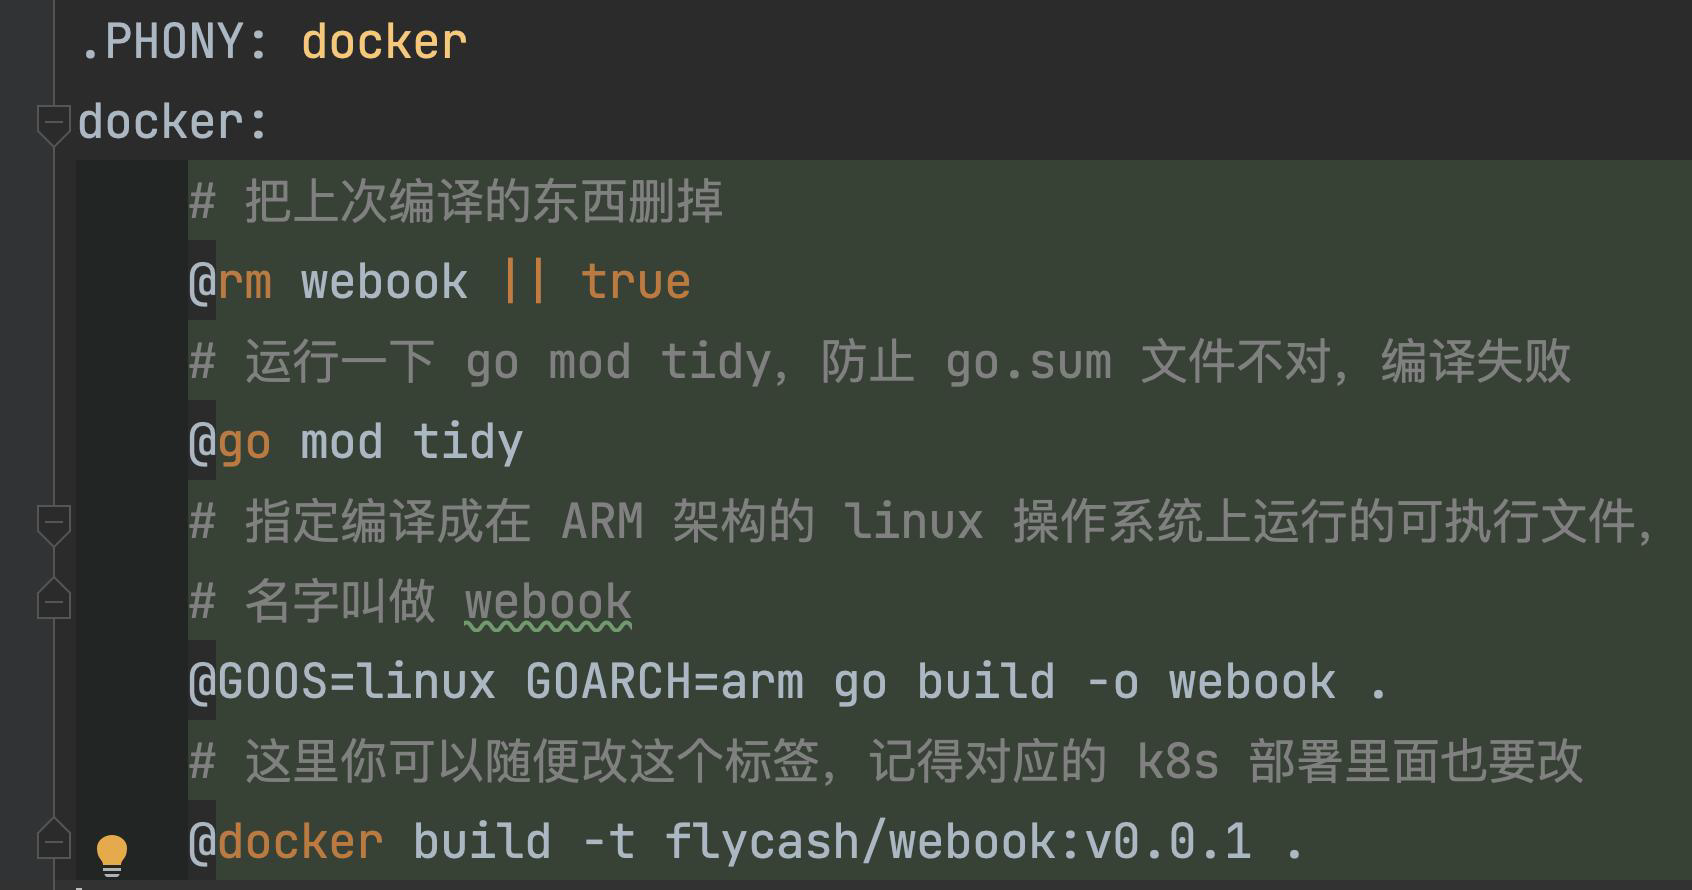 .PHONY: docker
docker:
# 把上次编译的东西删掉
@rm webook || true
# 运行一下 go mod tidy，防止 go.sum 文件不对，编译失败
@go mod tidy
# 指定编译成在 ARM 架构的 linux 操作系统上运行的可执行文件，
# 名字叫做 webook
@GOOS=linux GOARCH=arm go build -o webook .
# 这里你可以随便改这个标签，记得对应的 k8s 部署里面也要改
@docker build -t flycash/webook:v0.0.1 .